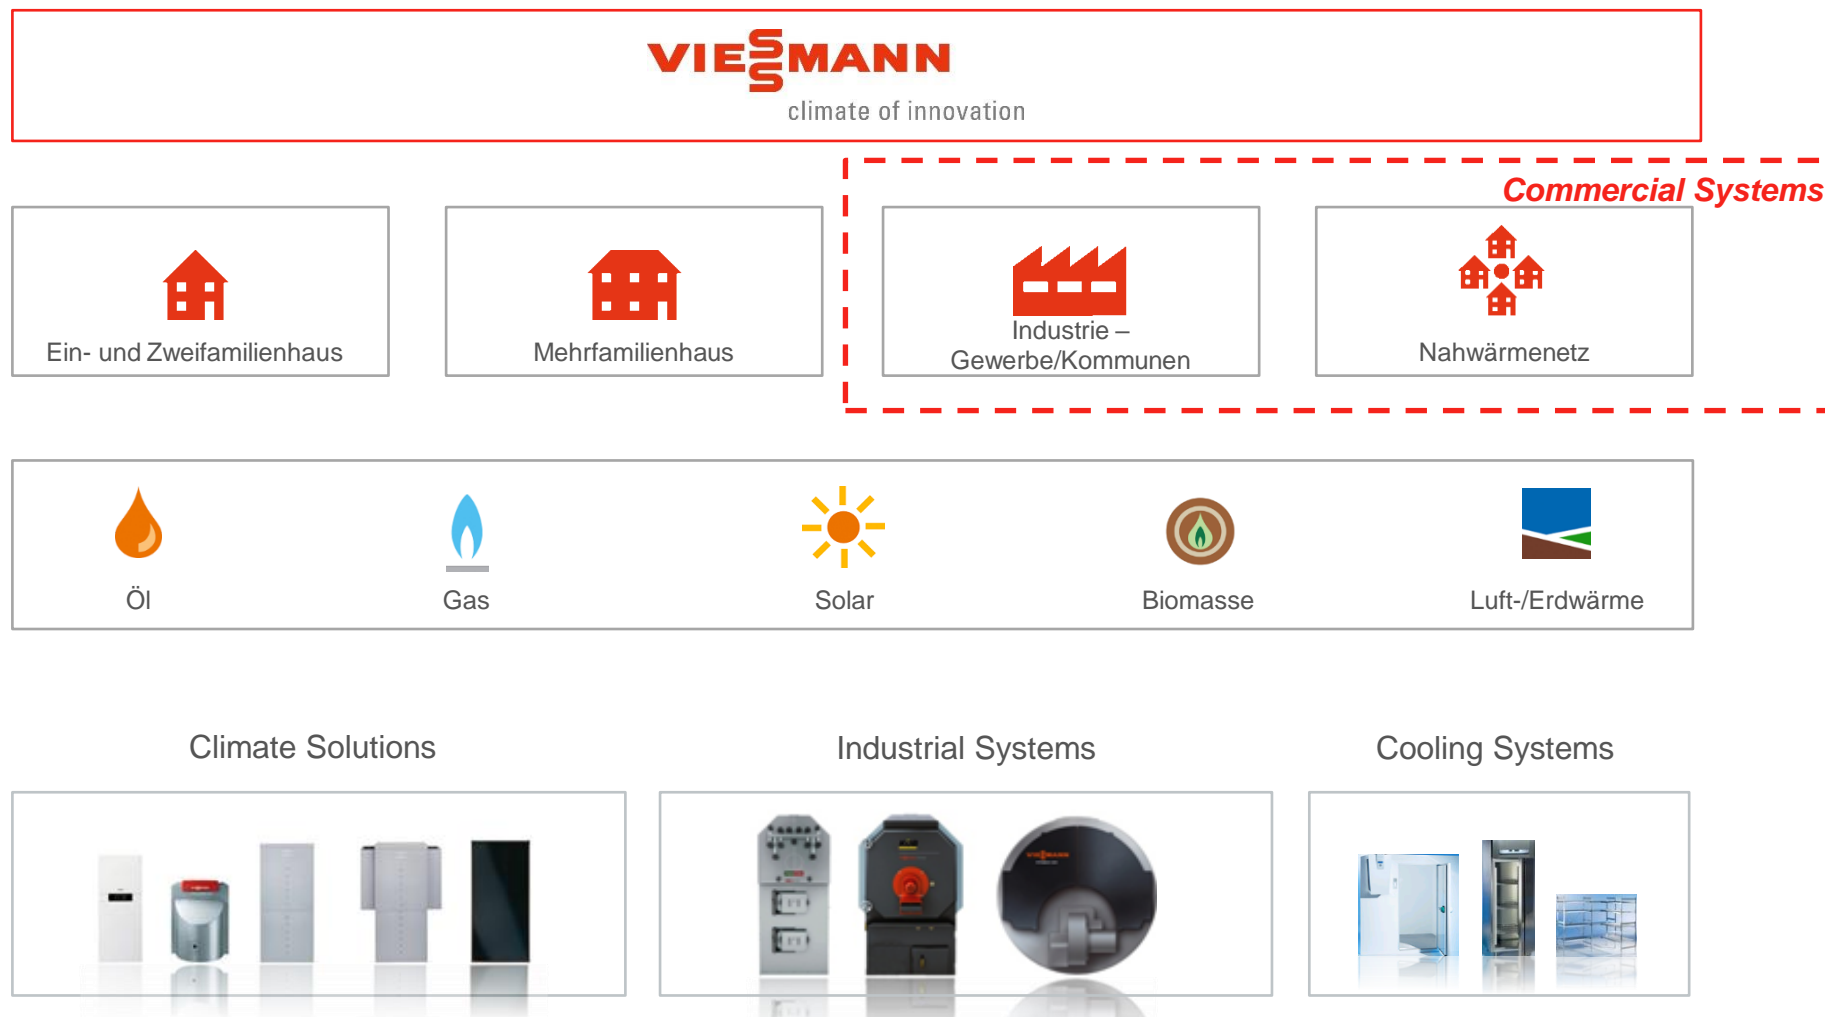 VIESSMANN
climate of innovation
Commercial Systems
Ein- und Zweifamilienhaus
Mehrfamilienhaus
Industrie –
Gewerbe/Kommunen
Nahwärmenetz
Öl
Gas
Solar
Biomasse
Luft-/Erdwärme
Climate Solutions
Industrial Systems
Cooling Systems
VIESSMANN